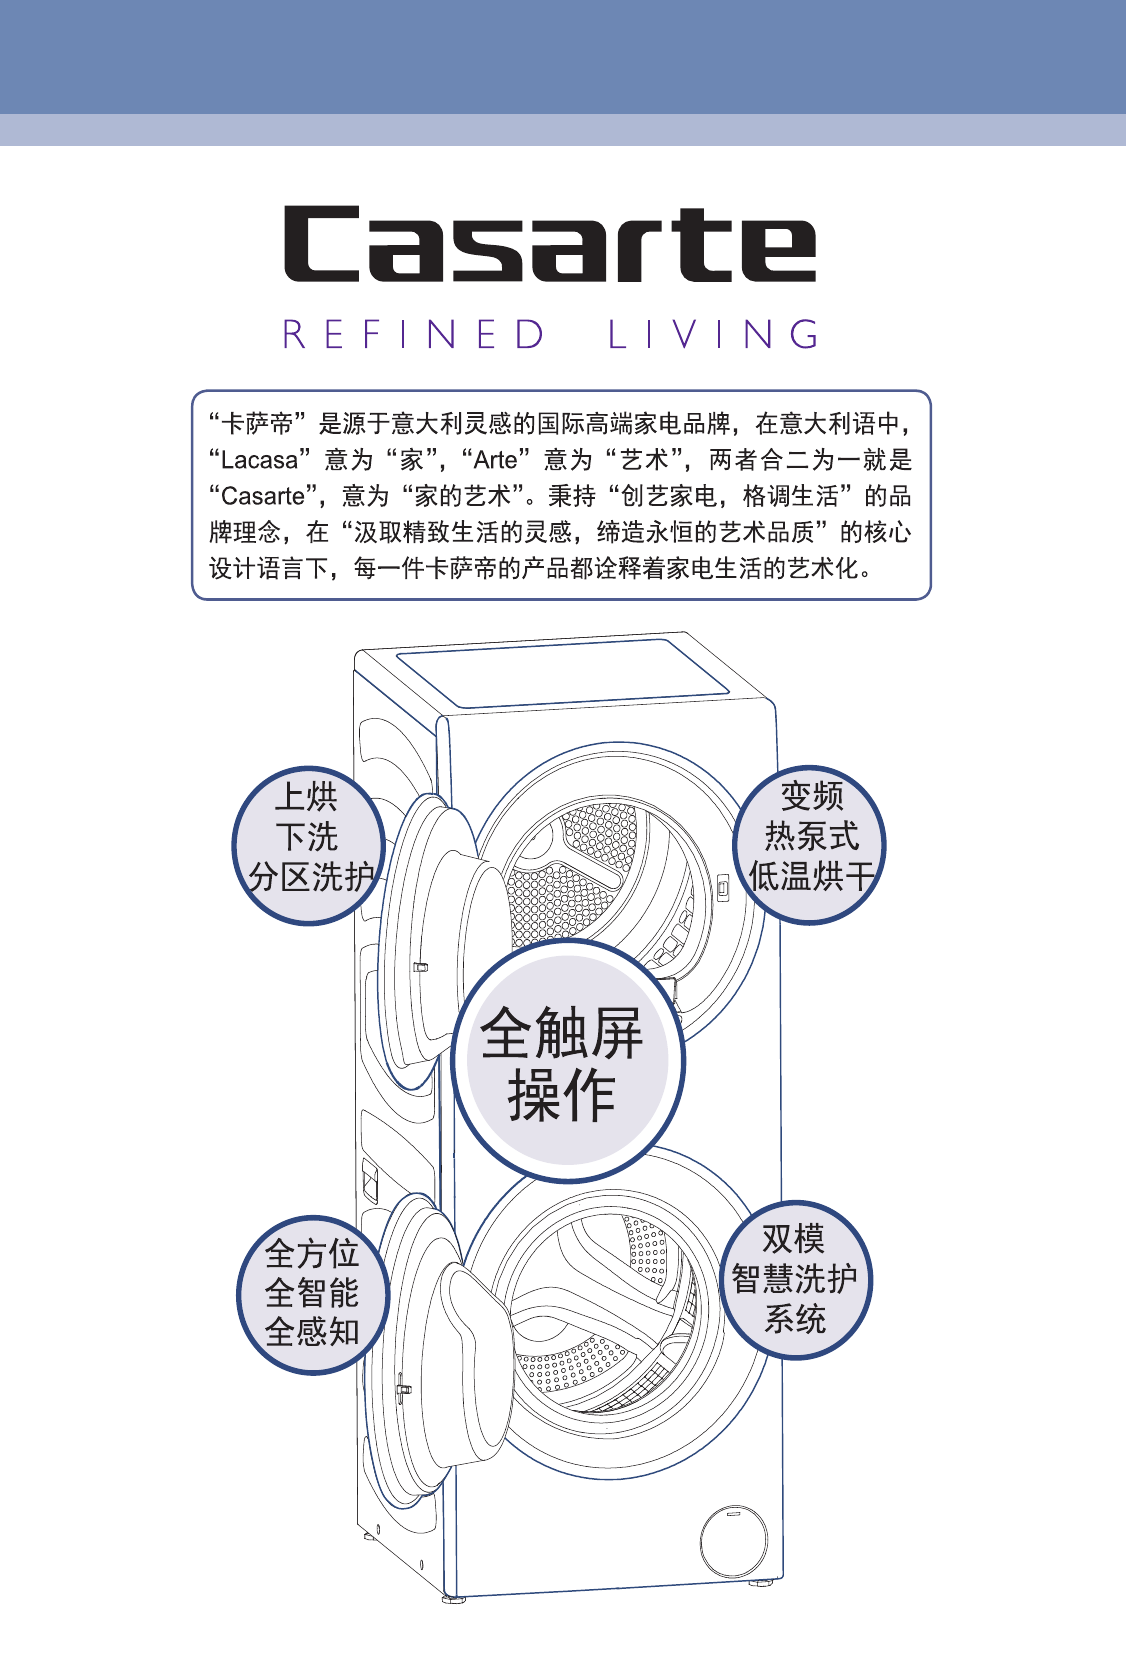 Casarte
REFINED LIVING
“卡萨帝”是源于意大利灵感的国际高端家电品牌，在意大利语中，
“Lacasa”意为“家”，“Arte”意为“艺术”，两者合二为一就是
“Casarte”，意为“家的艺术”。秉持“创艺家电，格调生活”的品
牌理念，在“汲取精致生活的灵感，缔造永恒的艺术品质”的核心
设计语言下，每一件卡萨帝的产品都诠释着家电生活的艺术化。
上烘
下洗
分区洗护
变频
热泵式
低温烘干
全触屏
操作
全方位
全智能
全感知
双模
智慧洗护
系统